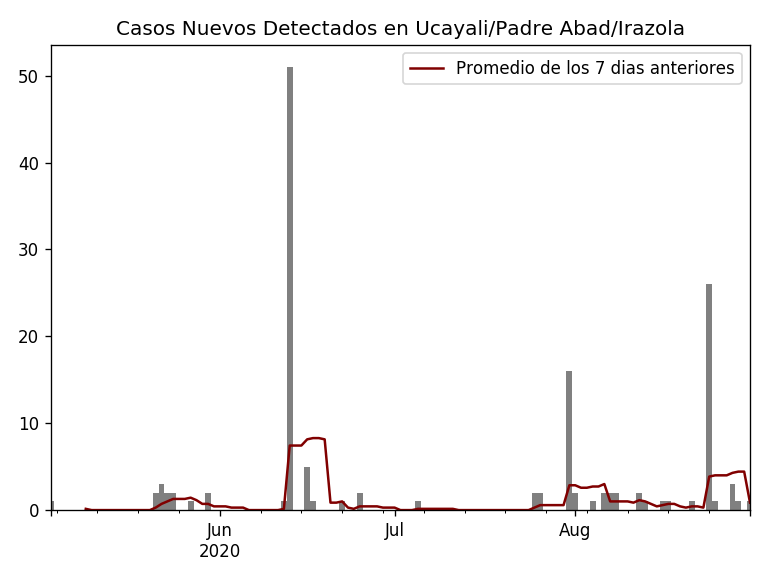 Casos Nuevos Detectados en Ucayali/Padre Abad/Irazola
Promedio de los 7 dias anteriores
50
40
30
20
10
0
Jun
2020
Jul
Aug